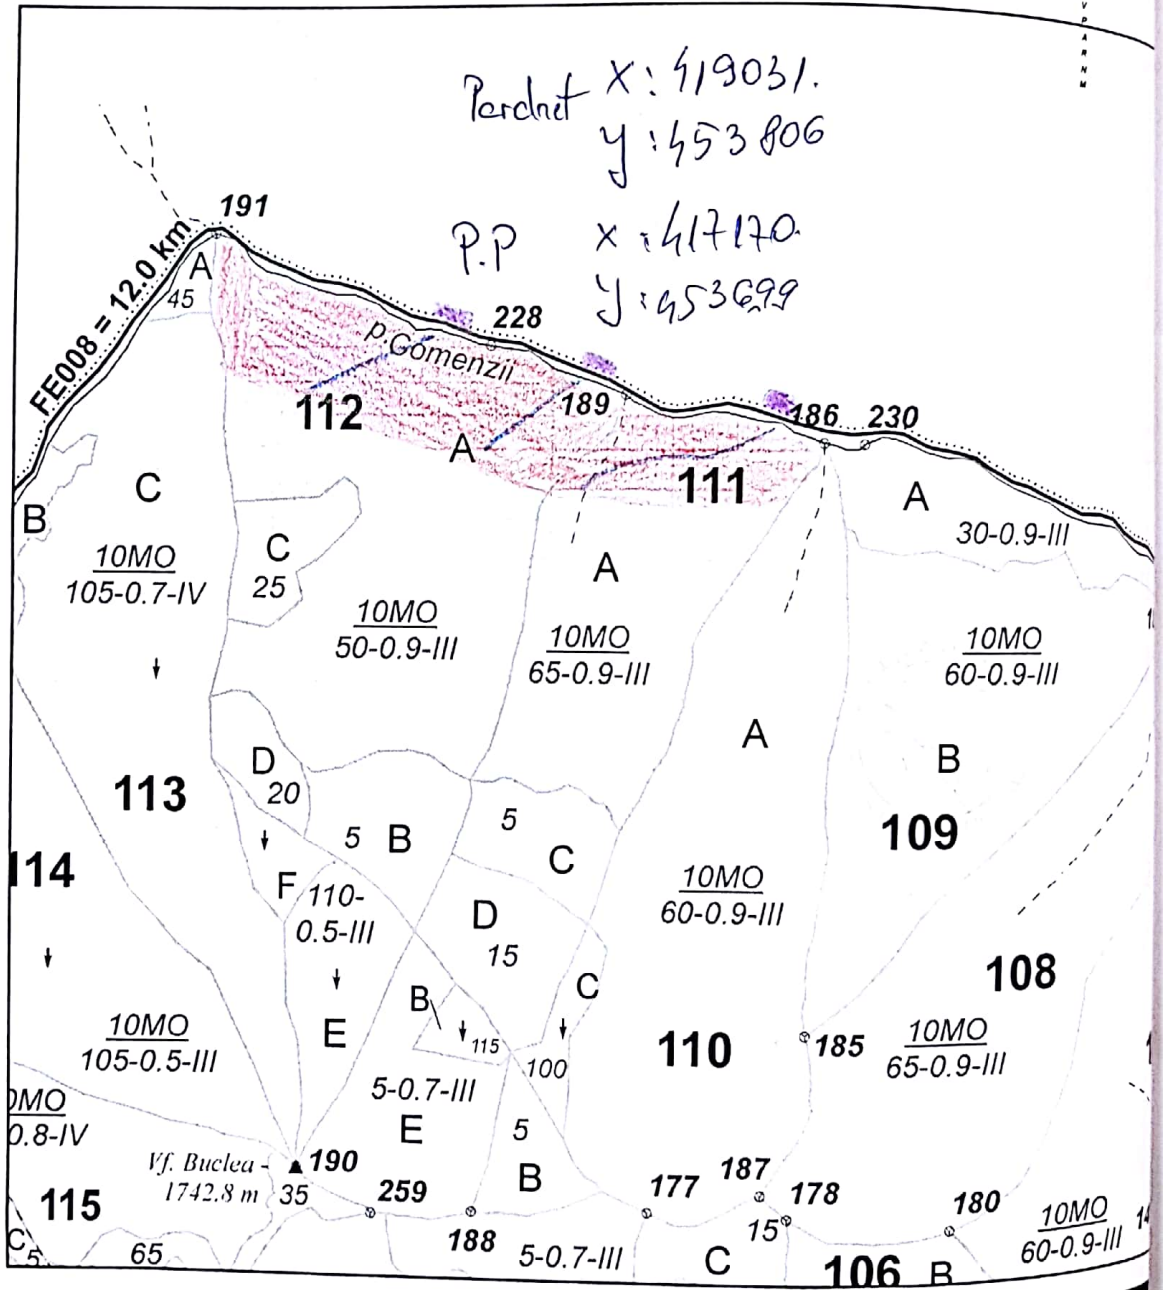 V
P
A
R
N
M
X: 419031.
y: 453806
P.P X: 417170
y: 453699
191
FE008 = 12.0 km
A
45
228
p Comenzii
189
186
230
112
A
111
A
30-0.9-III
C
B
10MO
105-0.7-IV
C
25
A
10MO
50-0.9-III
10MO
65-0.9-III
10MO
60-0.9-III
A
B
113
D
20
5
B
5
C
109
114
F
110-
0.5-III
D
15
10MO
60-0.9-III
108
B
C
10MO
105-0.5-III
E
115
100
110
185
10MO
65-0.9-III
5-0.7-III
0.8-IV
E
5
B
Vf. Buclea
1742.8 m
190
35
259
188
177
187
178
15
180
115
10MO
60-0.9-III
C
5
65
5-0.7-III
C
106
B